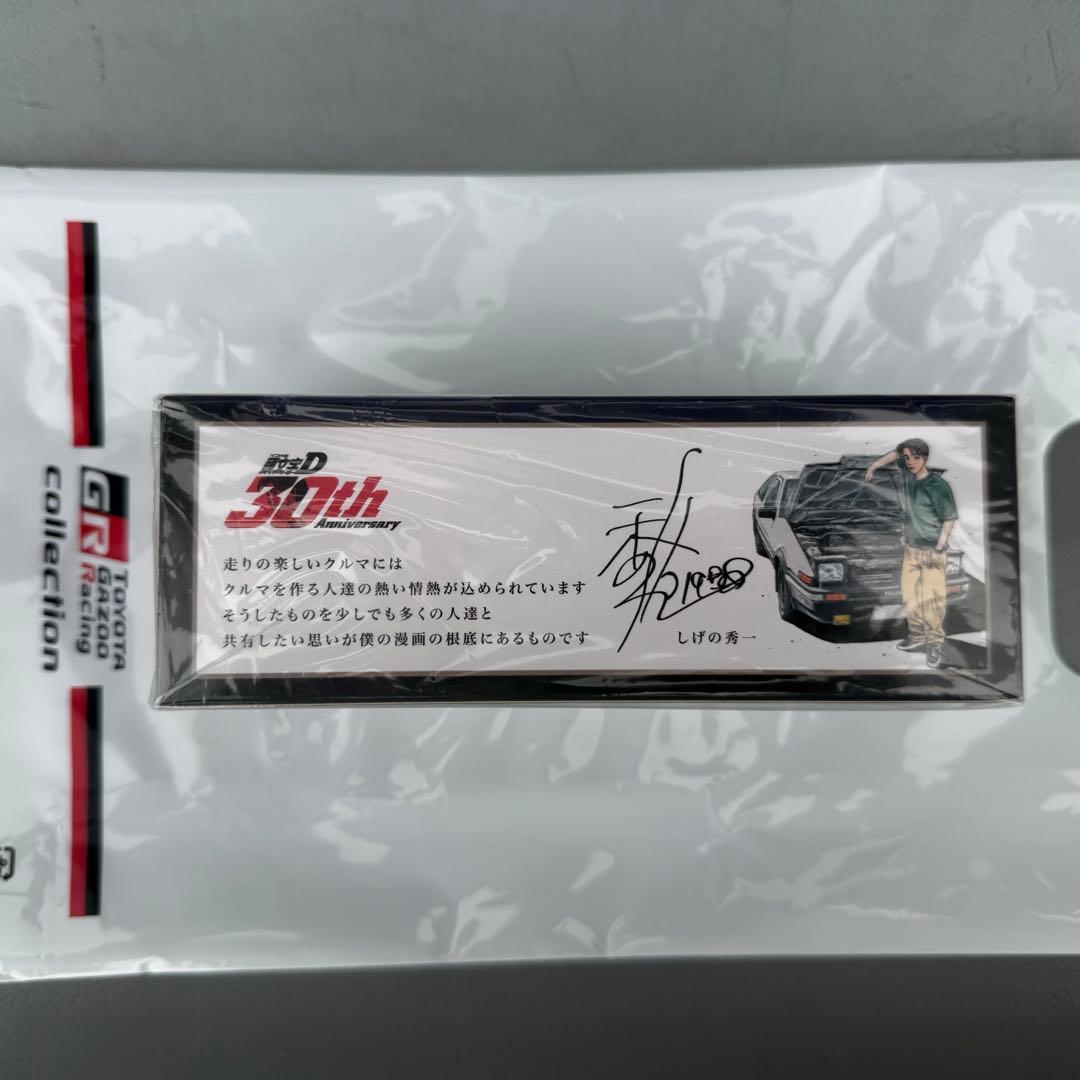 頭文字D
30th
Anniversary
走りの楽しいクルマには
クルマを作る人達の熱い情熱が込められています
そうしたものを少しでも多くの人達と
共有したい思いが僕の漫画の根底にあるものです
しげの秀一
GR
TOYOTA
GAZOO
Racing
collection